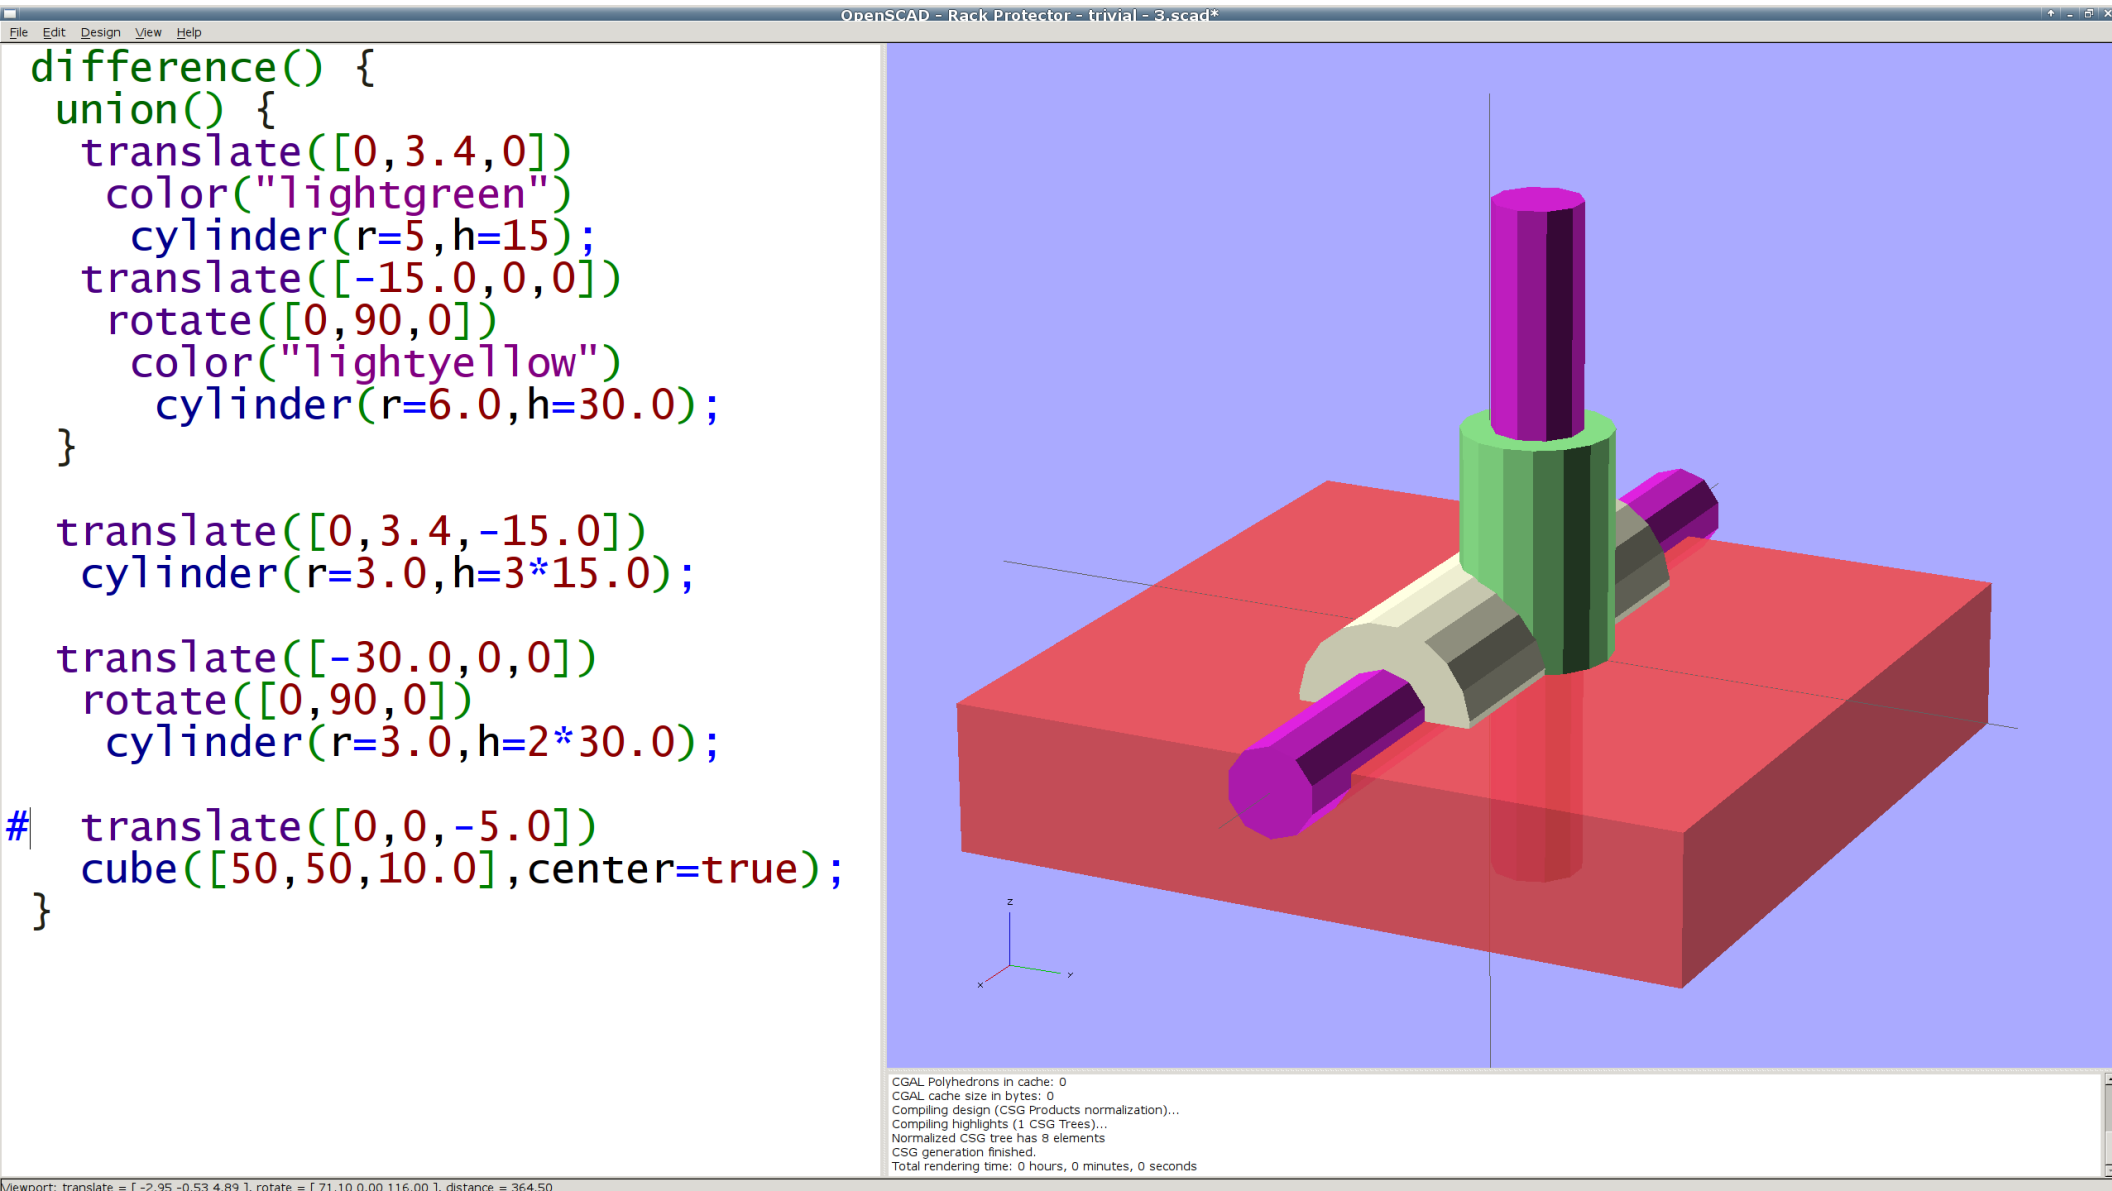 OpenSCAD - Rack Protector - trivial - 3.scad*
File Edit Design View Help
difference() {
union() {
translate([0,3.4,0])
color("lightgreen")
cylinder(r=5,h=15);
translate([-15.0,0,0])
rotate([0,90,0])
color("lightyellow")
cylinder(r=6.0,h=30.0);
}
translate([0,3.4,-15.0])
cylinder(r=3.0,h=3*15.0);
translate([-30.0,0,0])
rotate([0,90,0])
cylinder(r=3.0,h=2*30.0);
# translate([0,0,-5.0])
cube([50,50,10.0],center=true);
}
z
y
x
CGAL Polyhedrons in cache: 0
CGAL cache size in bytes: 0
Compiling design (CSG Products normalization)...
Compiling highlights (1 CSG Trees)...
Normalized CSG tree has 8 elements
CSG generation finished.
Total rendering time: 0 hours, 0 minutes, 0 seconds
Viewport: translate = [ -2.95 -0.53 4.89 ], rotate = [ 71.10 0.00 116.00 ], distance = 364.50